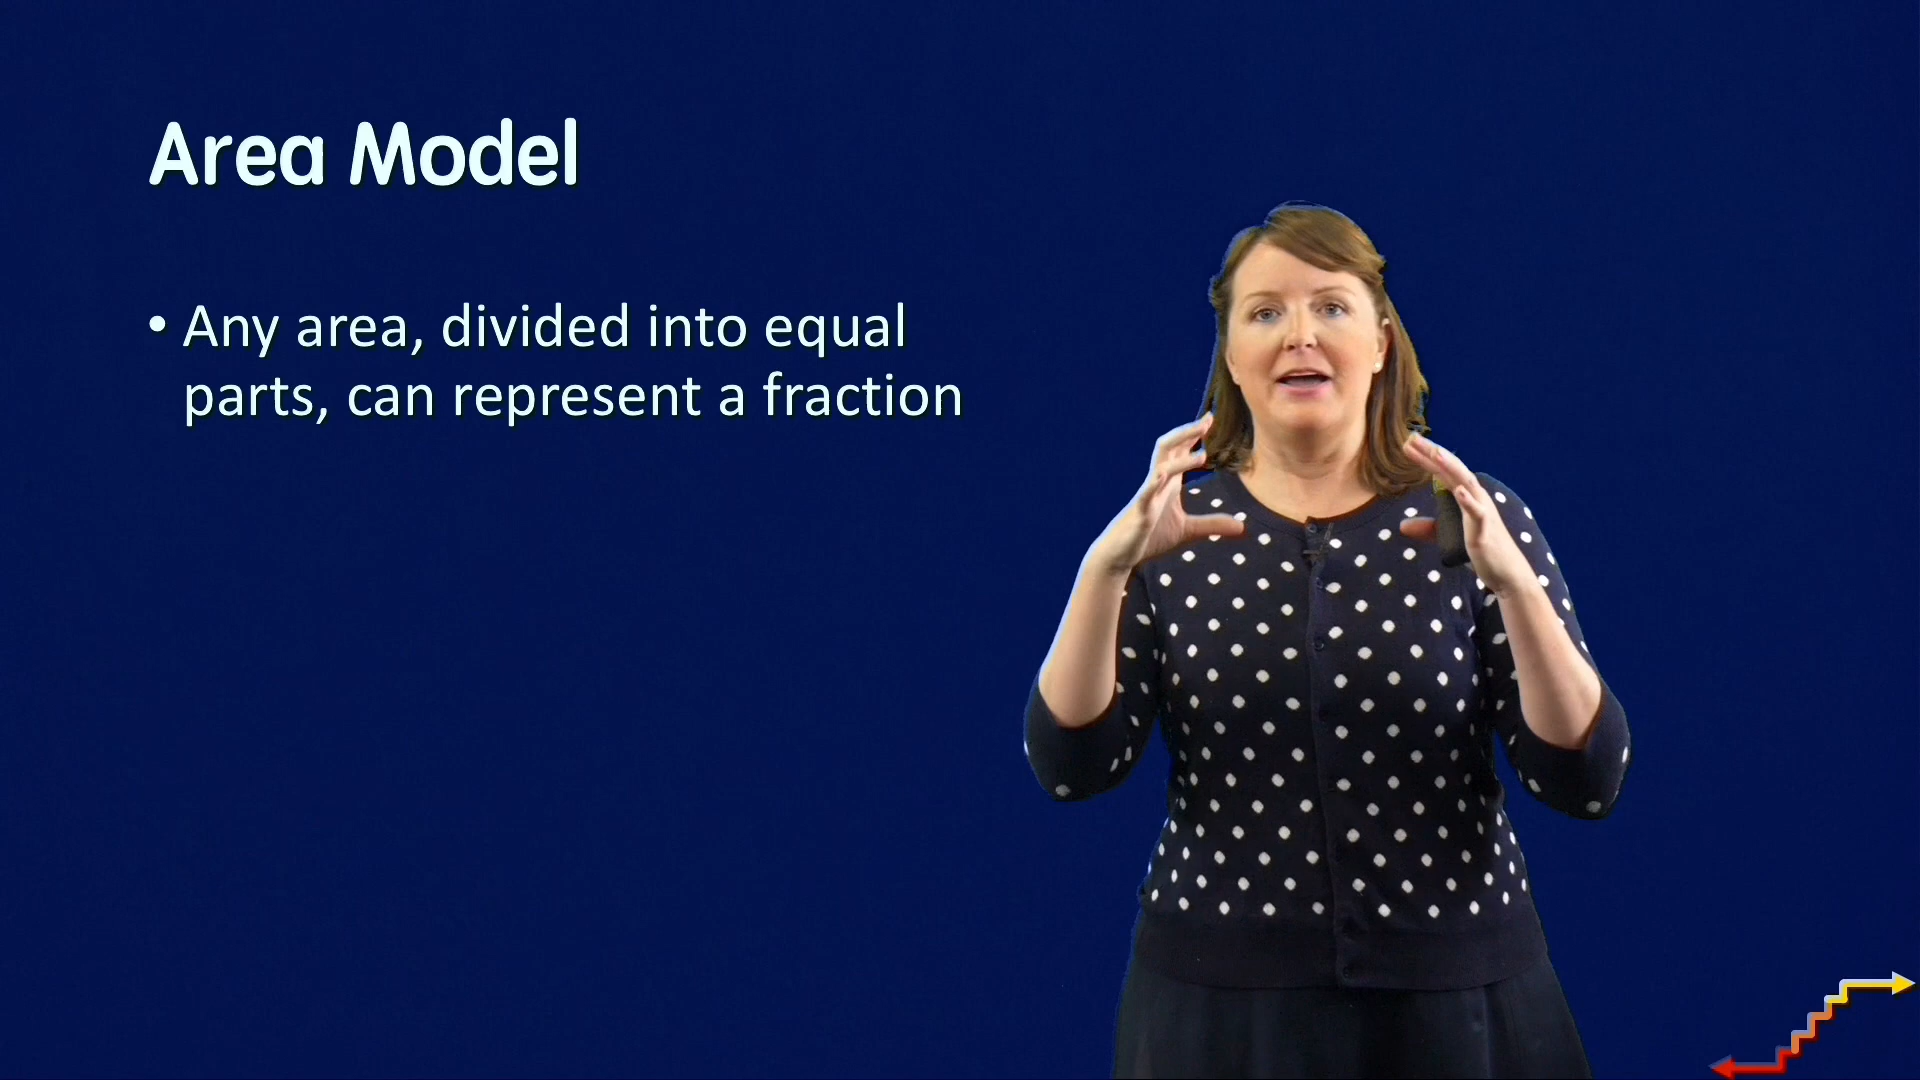 Area Model
• Any area, divided into equal
parts, can represent a fraction